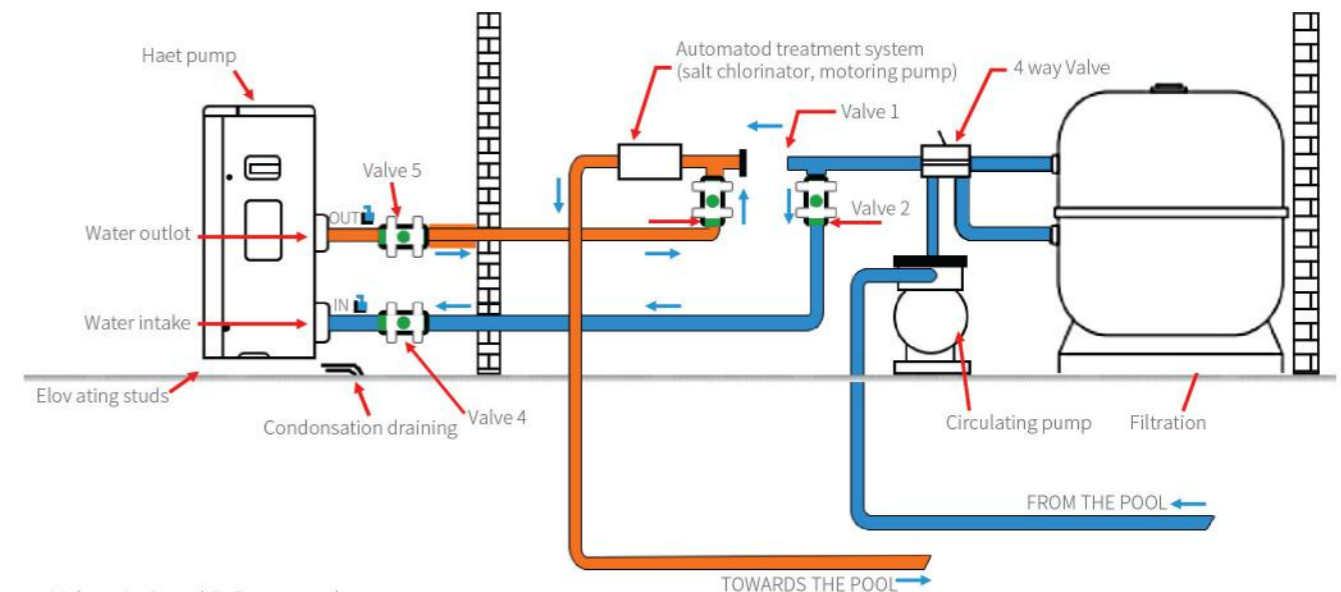 Haet pump
Automatod treatment system
(salt chlorinator, motoring pump)
4 way Valve
Valve 1
Valve 5
Valve 2
OUT
Water outlot
IN
Water intake
Elov ating studs
Condonsation draining
Valve 4
Circulating pump
Filtration
FROM THE POOL
TOWARDS THE POOL